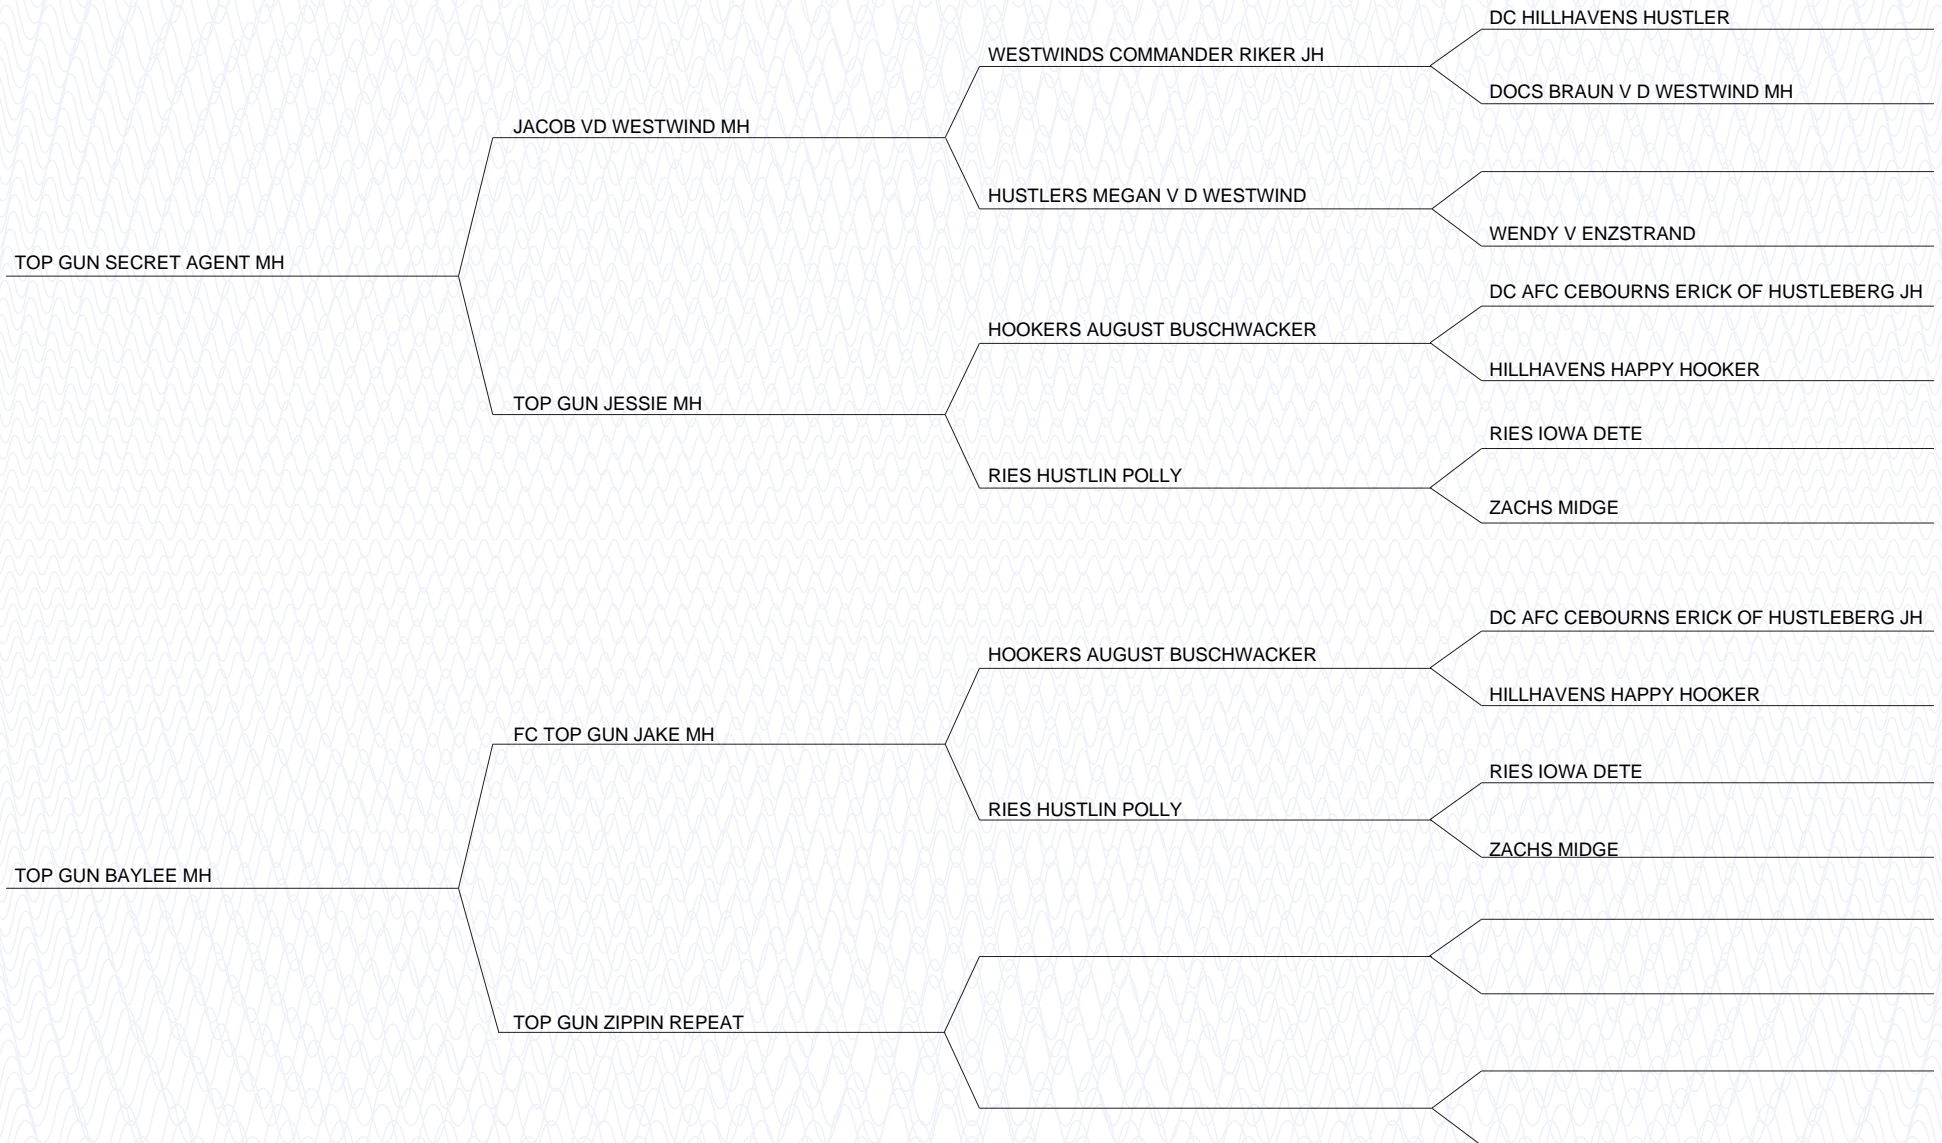 DC HILLHAVENS HUSTLER
WESTWINDS COMMANDER RIKER JH
DOCS BRAUN V D WESTWIND MH
JACOB VD WESTWIND MH
HUSTLERS MEGAN V D WESTWIND
WENDY V ENZSTRAND
TOP GUN SECRET AGENT MH
DC AFC CEBOURNS ERICK OF HUSTLEBERG JH
HOOKERS AUGUST BUSCHWACKER
HILLHAVENS HAPPY HOOKER
TOP GUN JESSIE MH
RIES IOWA DETE
RIES HUSTLIN POLLY
ZACHS MIDGE
DC AFC CEBOURNS ERICK OF HUSTLEBERG JH
HOOKERS AUGUST BUSCHWACKER
HILLHAVENS HAPPY HOOKER
FC TOP GUN JAKE MH
RIES IOWA DETE
RIES HUSTLIN POLLY
ZACHS MIDGE
TOP GUN BAYLEE MH
TOP GUN ZIPPIN REPEAT